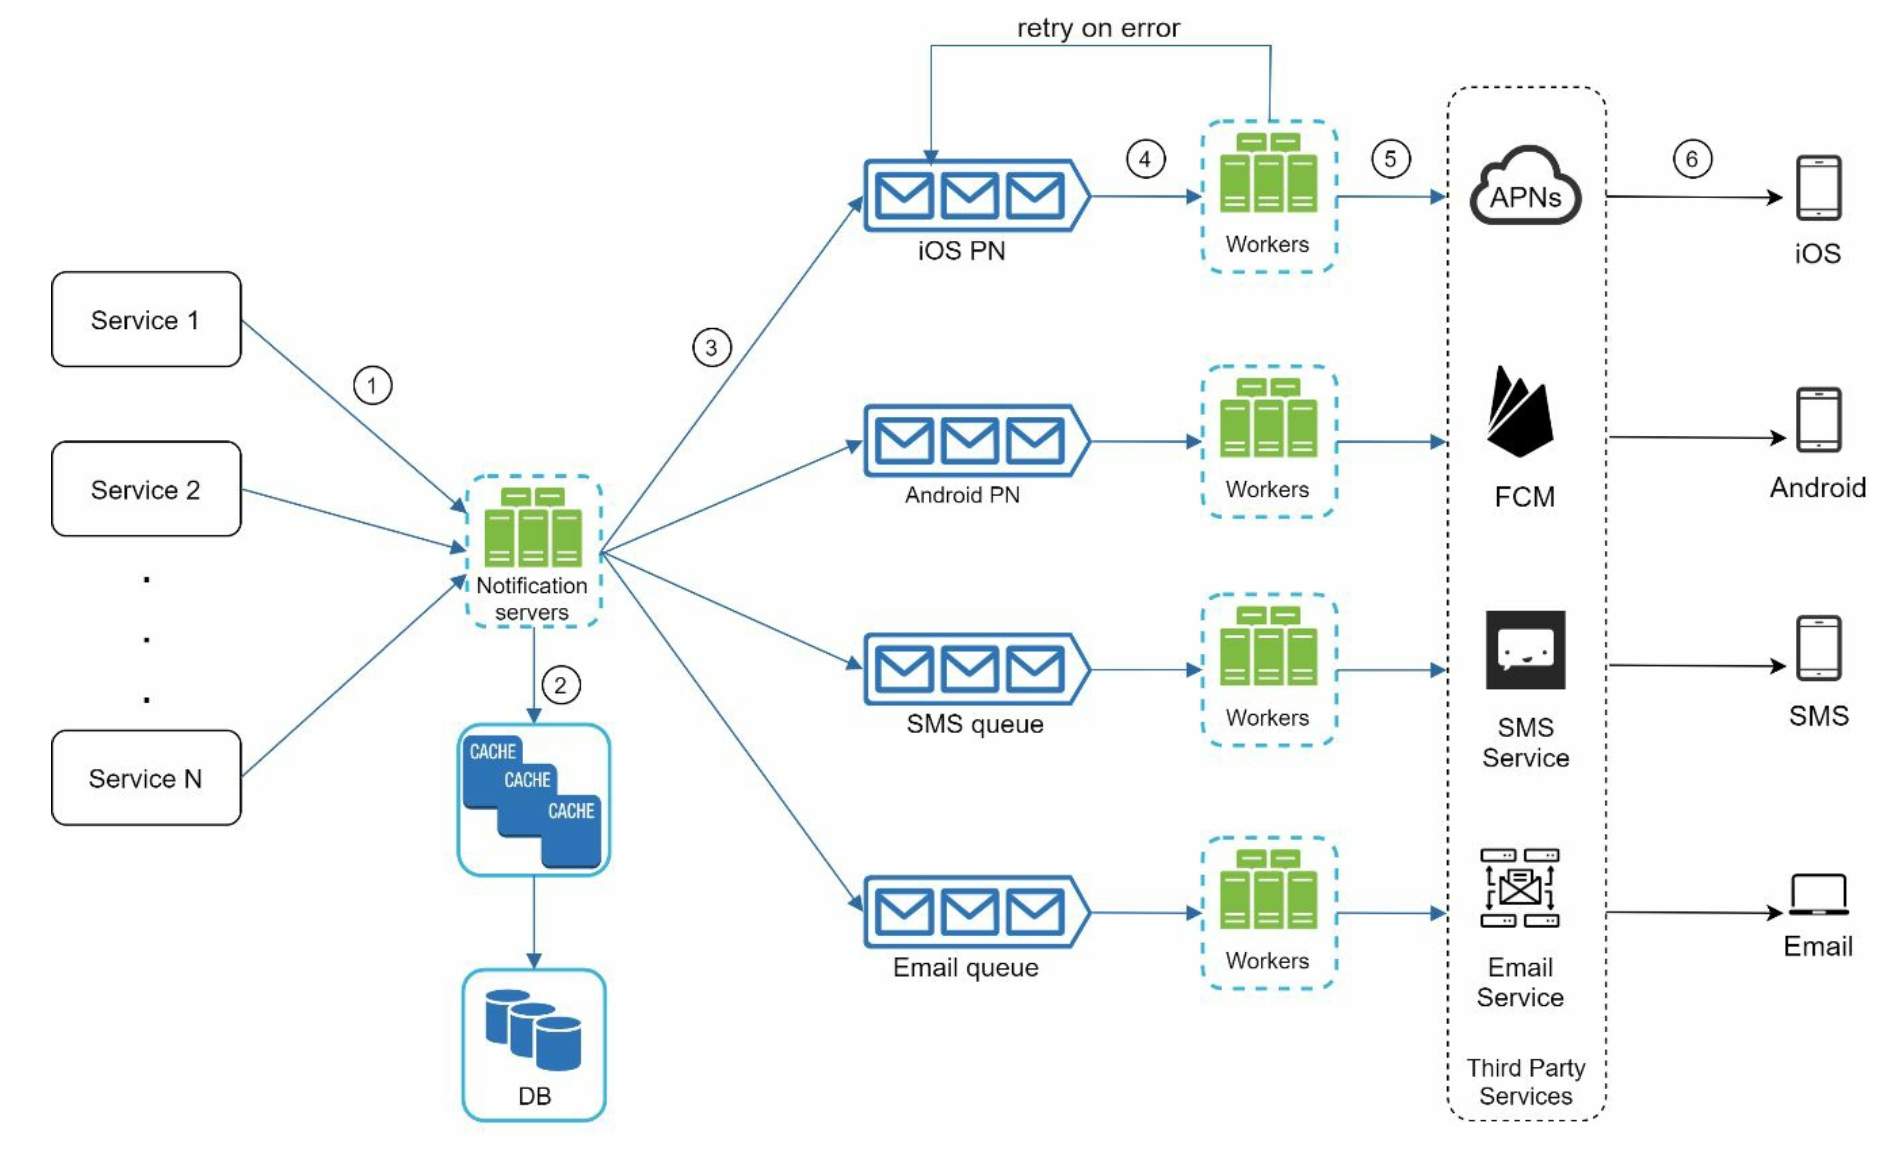 retry on error
4
5
6
APNs
iOS PN
Workers
iOS
Service 1
1
3
Service 2
Android PN
Workers
FCM
Android
.
.
.
Notification
servers
2
SMS queue
Workers
SMS
Service
SMS
Service N
CACHE
CACHE
CACHE
Email queue
Workers
Email
Service
Email
DB
Third Party
Services